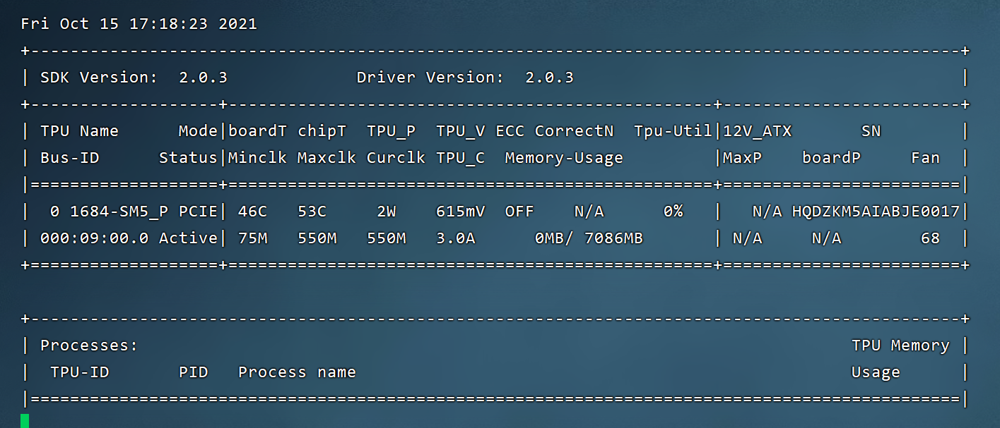 Fri Oct 15 17:18:23 2021
+----------------------------------------------------------------------------------------------+
| SDK Version:  2.0.3             Driver Version:  2.0.3                                       |
+-------------------+-------------------------------------------------+------------------------+
| TPU Name      Mode|boardT chipT  TPU_P  TPU_V ECC CorrectN  Tpu-Util|12V_ATX       SN        |
| Bus-ID      Status|Minclk Maxclk Curclk TPU_C  Memory-Usage         |MaxP    boardP     Fan  |
|===================+=================================================+========================|
|  0 1684-SM5_P PCIE| 46C   53C     2W    615mV  OFF    N/A      0%   |   N/A HQDZKM5AIABJE0017|
| 000:09:00.0 Active| 75M   550M   550M   3.0A      0MB/ 7086MB       | N/A     N/A        68  |
+===================+=================================================+========================+
+----------------------------------------------------------------------------------------------+
| Processes:                                                                        TPU Memory |
|  TPU-ID       PID   Process name                                                  Usage      |
|==============================================================================================|